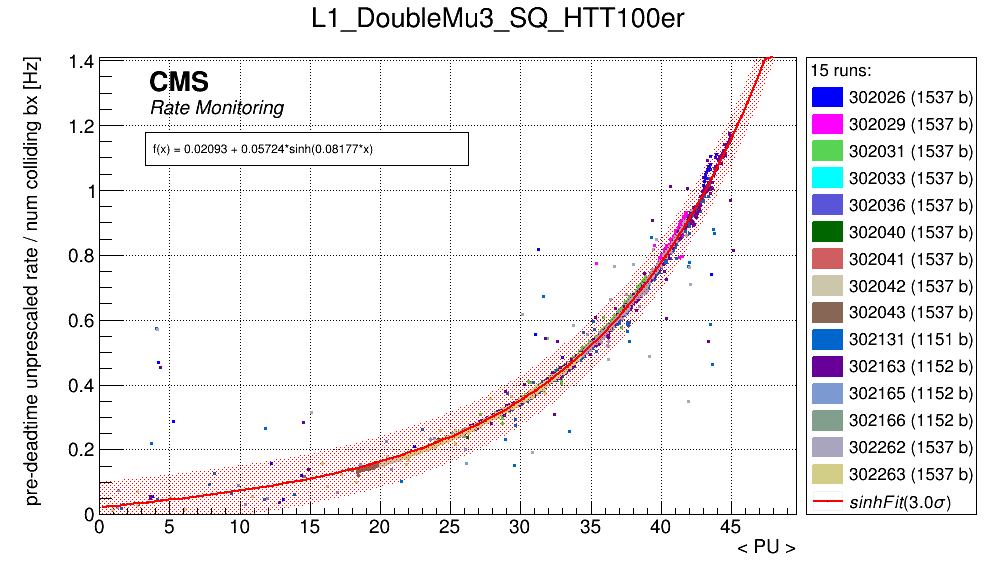 L1_DoubleMu3_SQ_HTT100er
pre-deadtime unprescaled rate / num colliding bx [Hz]
1.4
1.2
1
0.8
0.6
0.4
0.2
0
CMS
Rate Monitoring
f(x) = 0.02093 + 0.05724*sinh(0.08177*x)
0 5 10 15 20 25 30 35 40 45
< PU >
15 runs:
302026 (1537 b)
302029 (1537 b)
302031 (1537 b)
302033 (1537 b)
302036 (1537 b)
302040 (1537 b)
302041 (1537 b)
302042 (1537 b)
302043 (1537 b)
302131 (1151 b)
302163 (1152 b)
302165 (1152 b)
302166 (1152 b)
302262 (1537 b)
302263 (1537 b)
sinhFit(3.0σ)